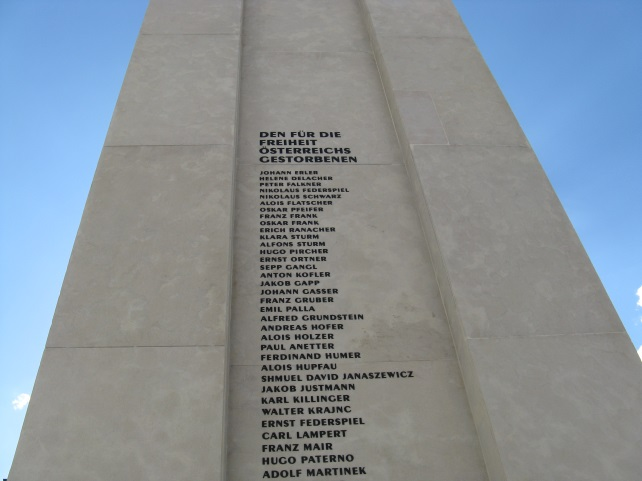 DEN FÜR DIE
FREIHEIT
ÖSTERREICHS
GESTORBENEN
JOHANN ERLER
HELENE DELACHER
PETER FALKNER
NIKOLAUS FEDERSPIEL
NIKOLAUS SCHWARZ
ALOIS FLATSCHER
OSKAR PFEIFER
FRANZ FRANK
OSKAR FRANK
ERICH RANACHER
KLARA STURM
ALFONS STURM
HUGO PIRCHER
ERNST ORTNER
SEPP GANGL
ANTON KOFLER
JAKOB GAPP
JOHANN GASSER
FRANZ GRUBER
EMIL PALLA
ALFRED GRUNDSTEIN
ANDREAS HOFER
ALOIS HOLZER
PAUL ANETTER
FERDINAND HUMER
ALOIS HUPFAU
SHMUEL DAVID JANASZEWICZ
JAKOB JUSTMANN
KARL KILLINGER
WALTER KRAJNC
ERNST FEDERSPIEL
CARL LAMPERT
FRANZ MAIR
HUGO PATERNO
ADOLF MARTINEK